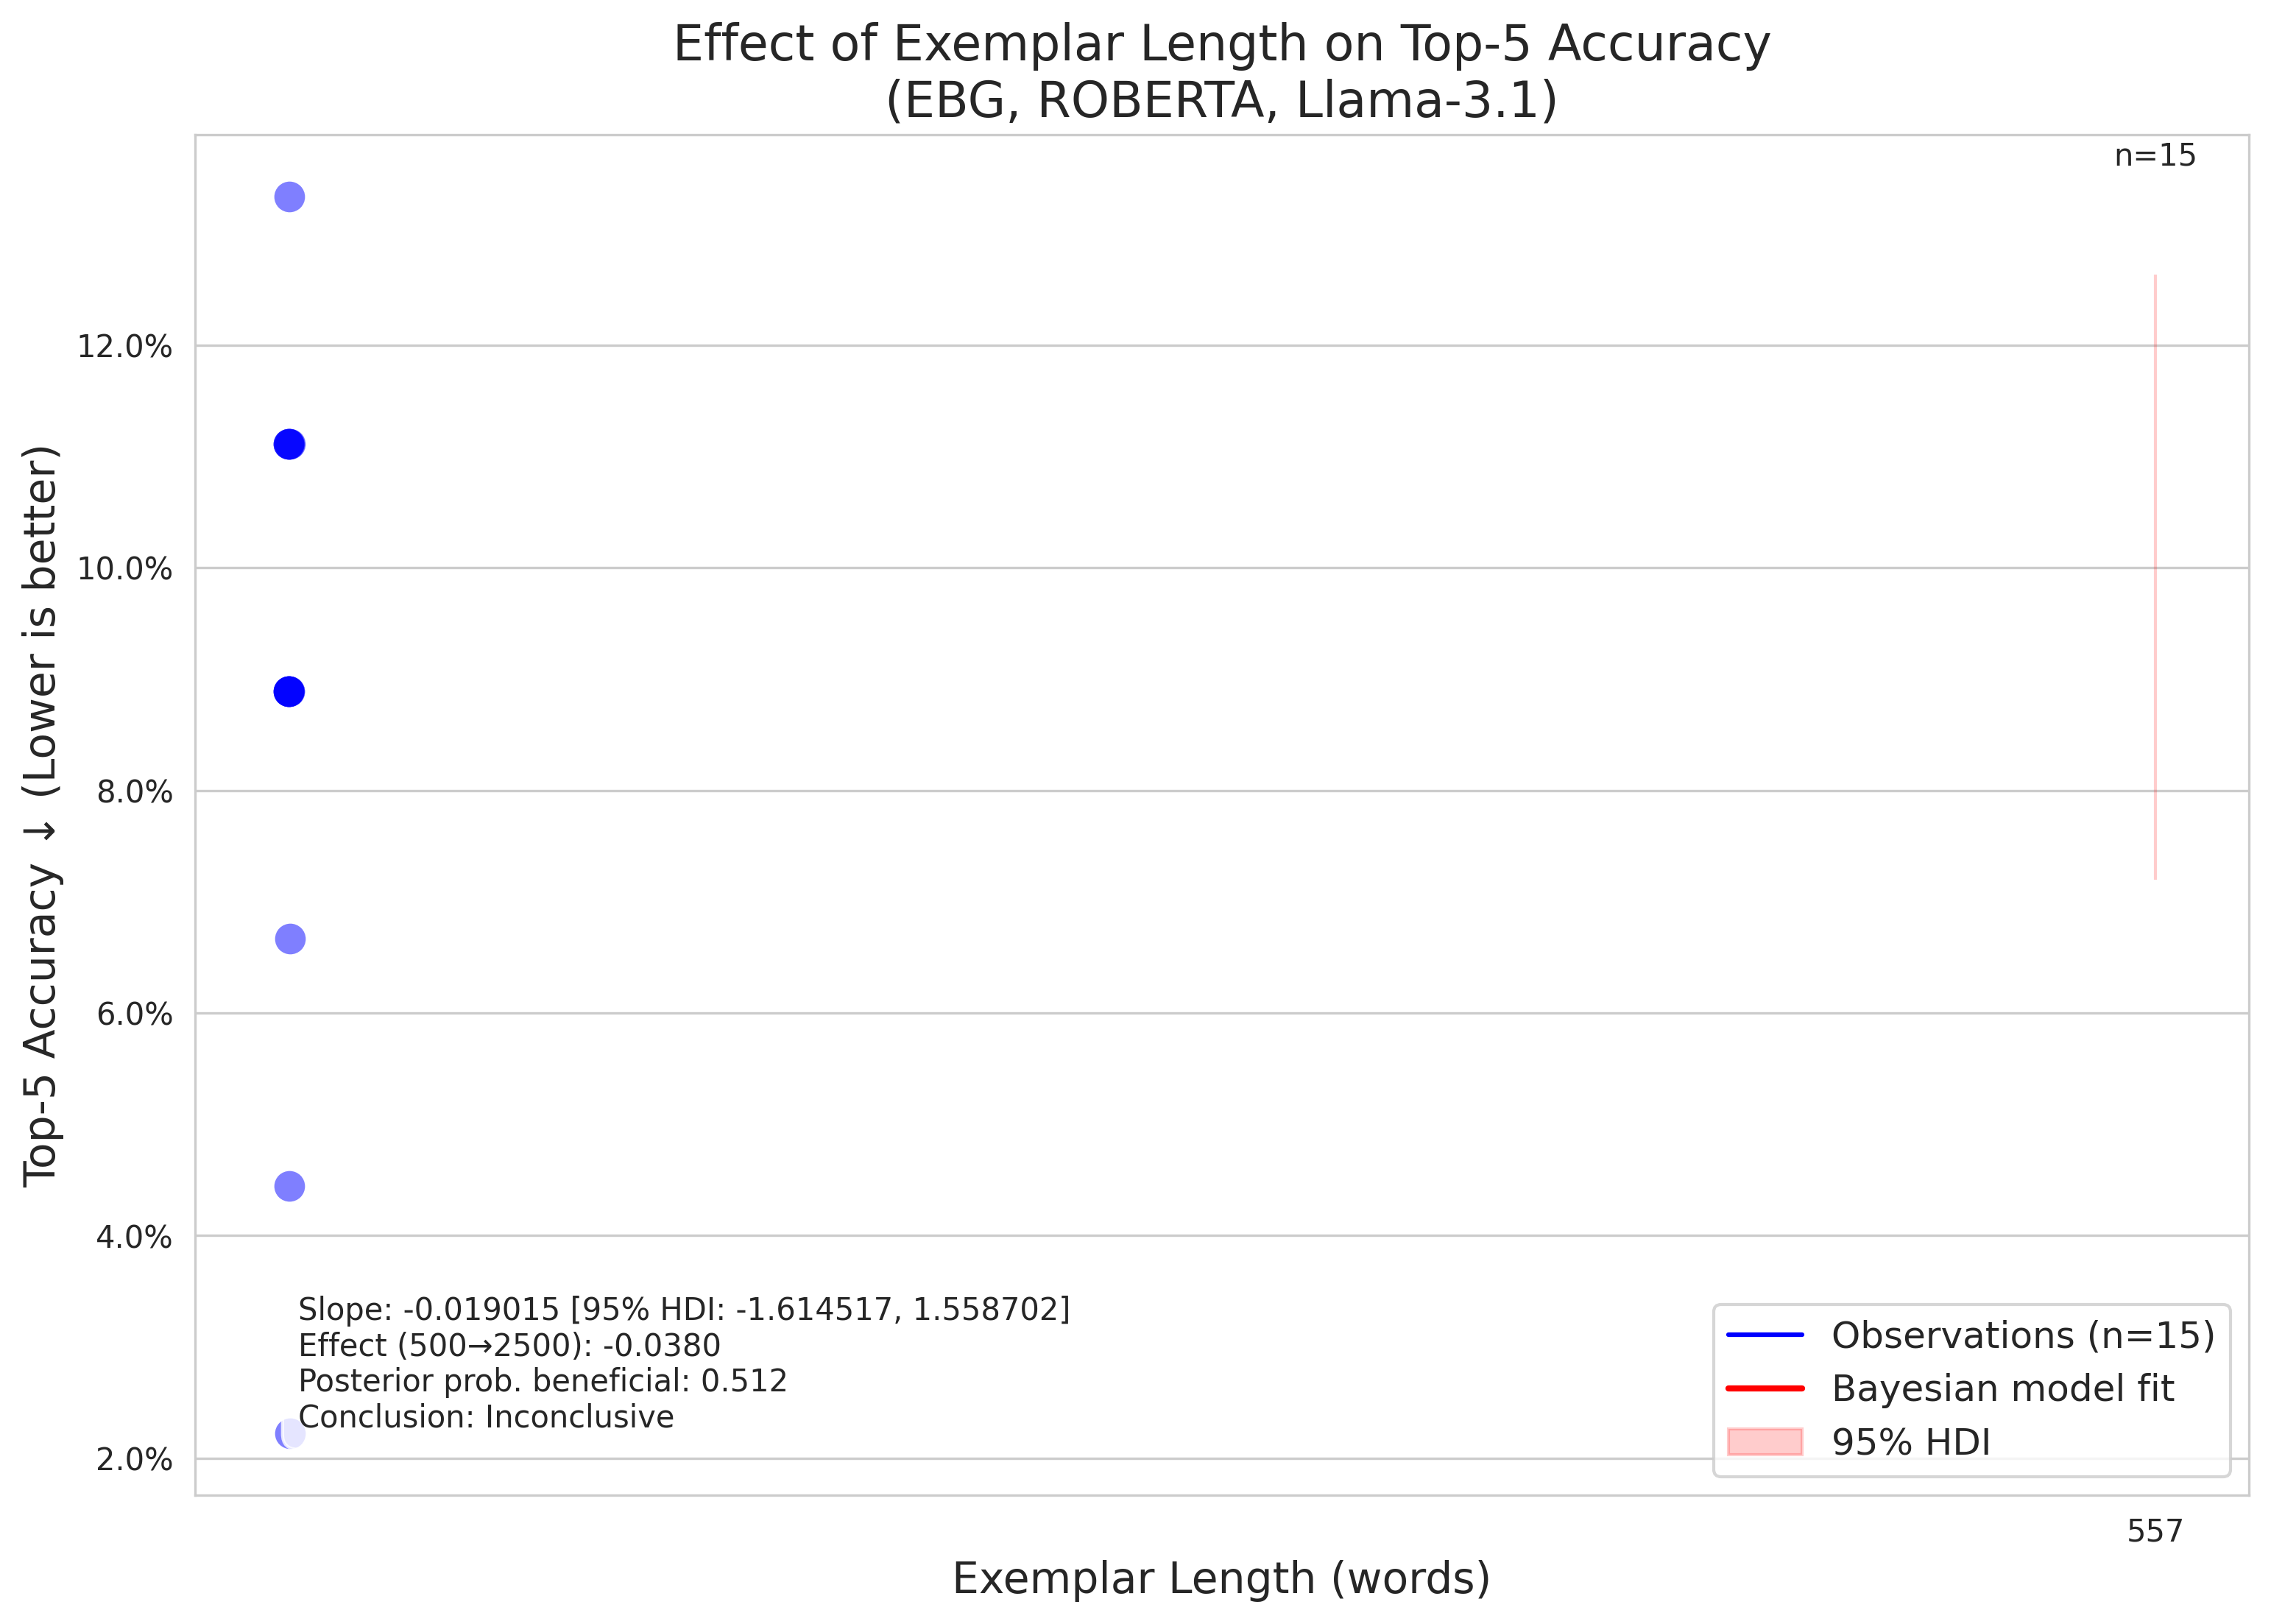 Effect of Exemplar Length on Top-5 Accuracy
(EBG, ROBERTA, Llama-3.1)
n=15
Top-5 Accuracy ↓ (Lower is better)
12.0%
10.0%
8.0%
6.0%
4.0%
2.0%
Slope: -0.019015 [95% HDI: -1.614517, 1.558702]
Effect (500→2500): -0.0380
Posterior prob. beneficial: 0.512
Conclusion: Inconclusive
Observations (n=15)
Bayesian model fit
95% HDI
557
Exemplar Length (words)